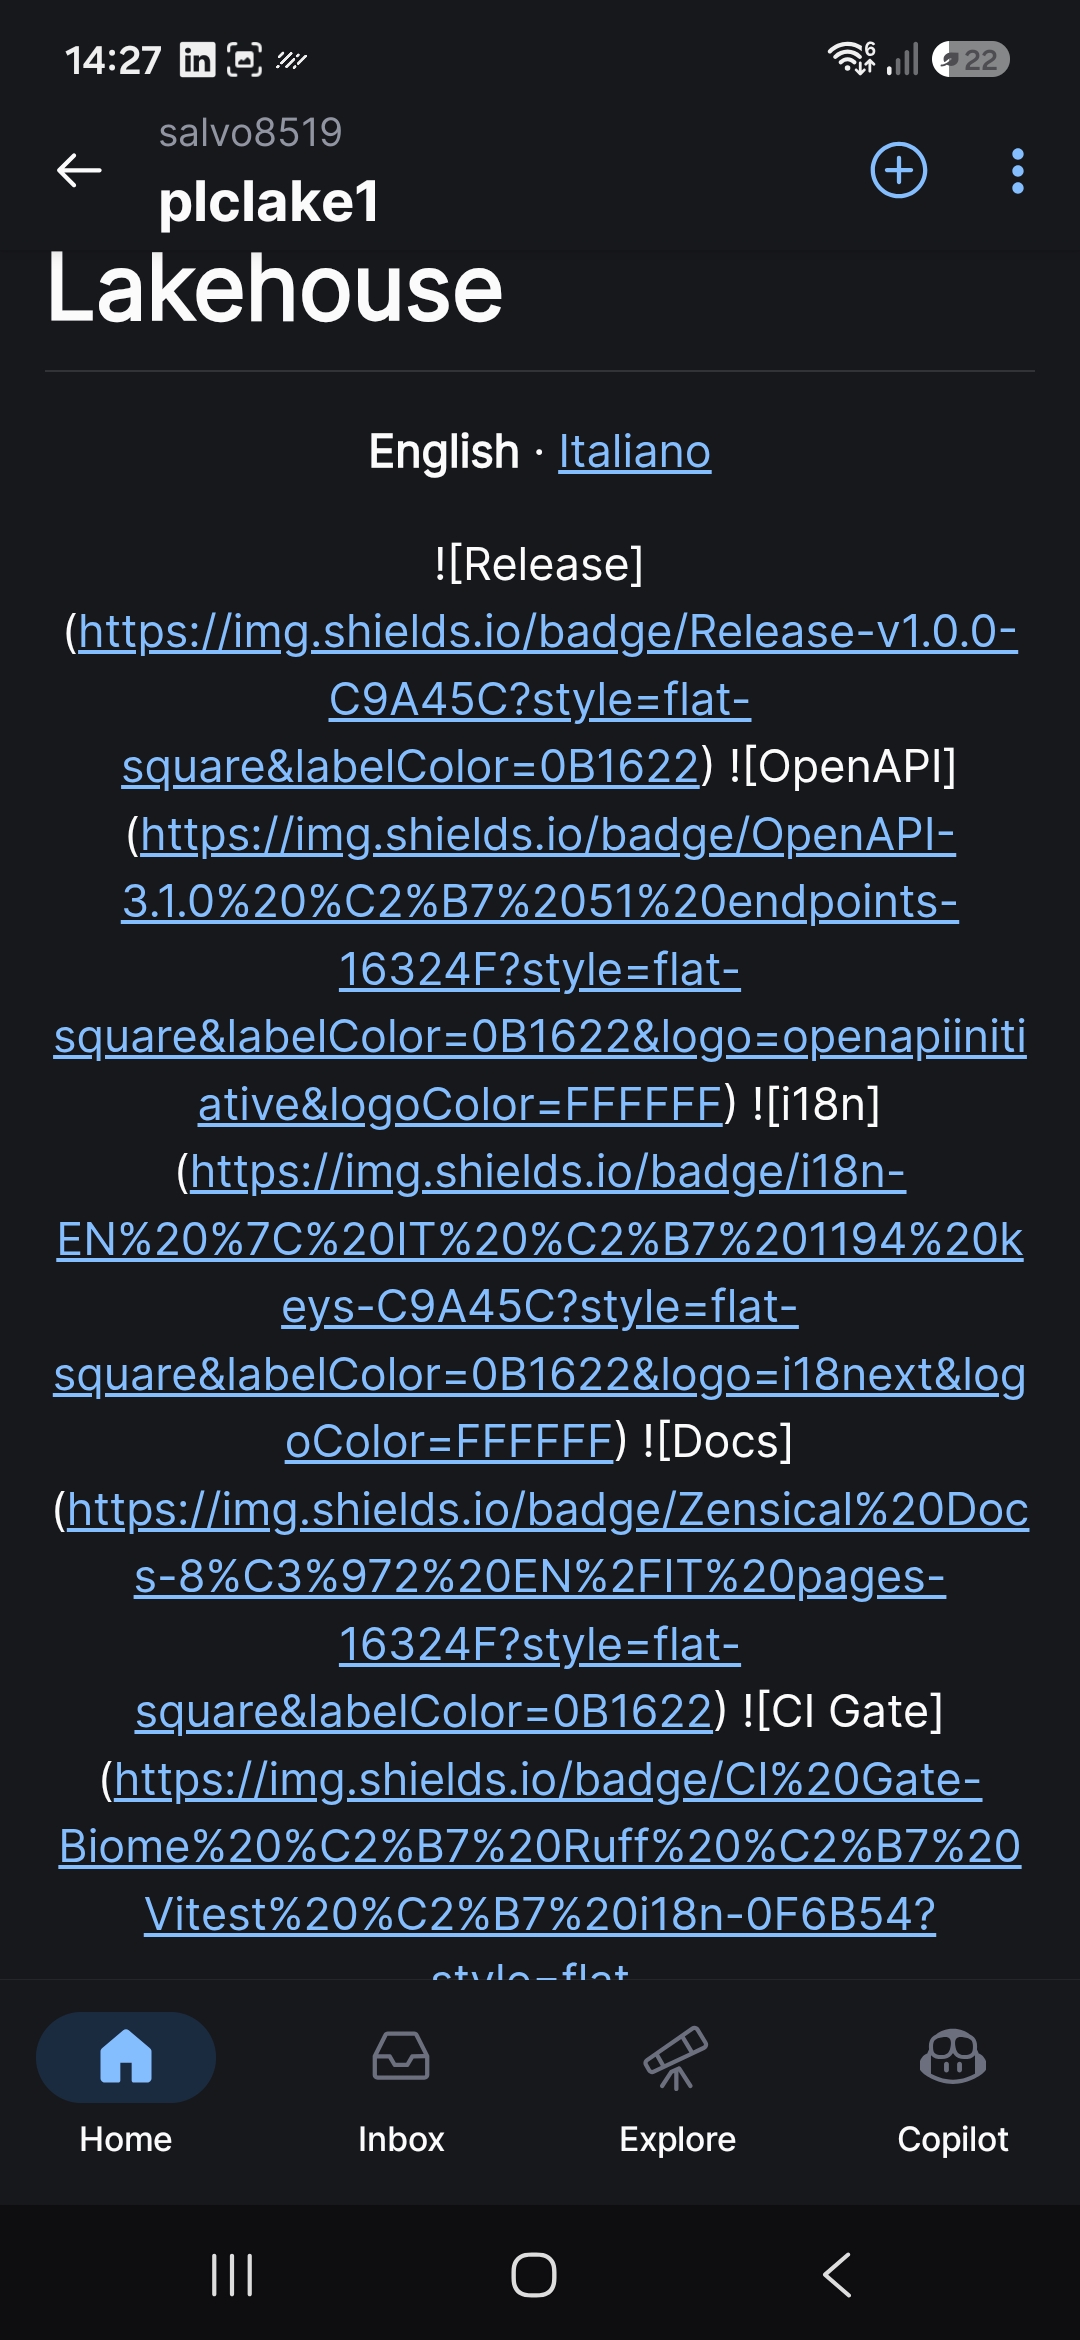 14:27
22
salvo8519
plclake1
Lakehouse
English · Italiano
![Release]
(https://img.shields.io/badge/Release-v1.0.0-
C9A45C?style=flat-
square&labelColor=0B1622) ![OpenAPI]
(https://img.shields.io/badge/OpenAPI-
3.1.0%20%C2%B7%2051%20endpoints-
16324F?style=flat-
square&labelColor=0B1622&logo=openapiiniti
ative&logoColor=FFFFFF) ![i18n]
(https://img.shields.io/badge/i18n-
EN%20%7C%20IT%20%C2%B7%201194%20k
eys-C9A45C?style=flat-
square&labelColor=0B1622&logo=i18next&log
oColor=FFFFFF) ![Docs]
(https://img.shields.io/badge/Zensical%20Doc
s-8%C3%972%20EN%2FIT%20pages-
16324F?style=flat-
square&labelColor=0B1622) ![CI Gate]
(https://img.shields.io/badge/CI%20Gate-
Biome%20%C2%B7%20Ruff%20%C2%B7%20
Vitest%20%C2%B7%20i18n-0F6B54?
style=flat
Home
Inbox
Explore
Copilot